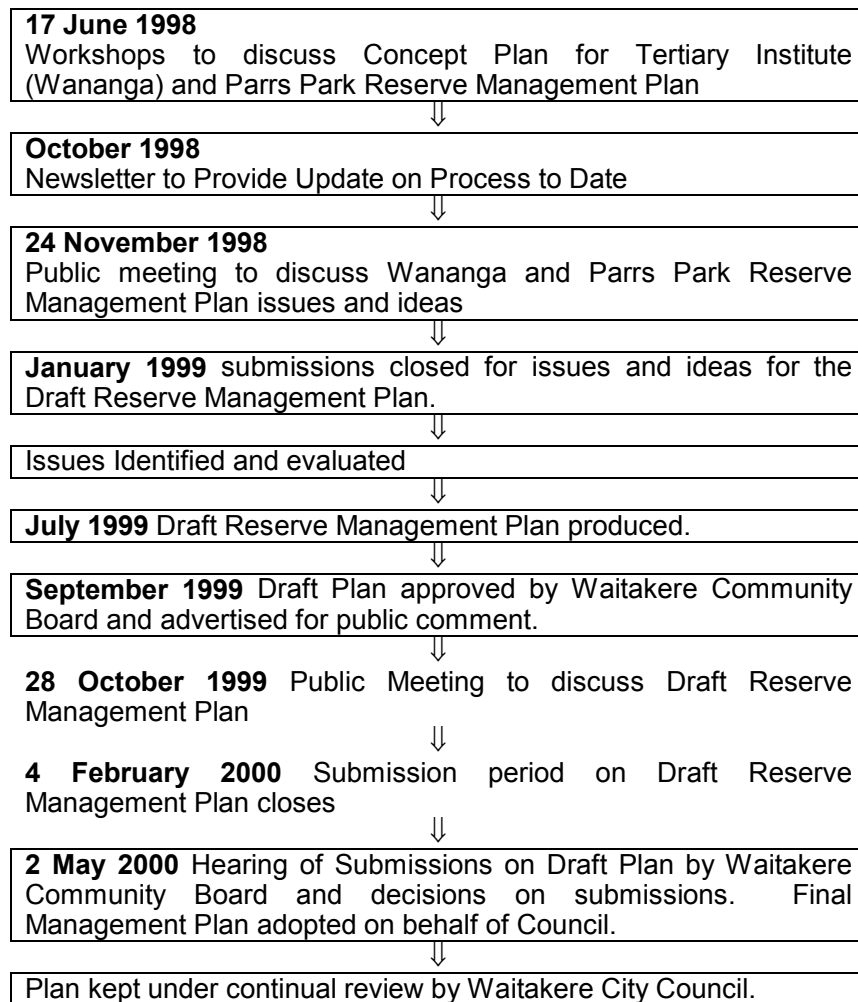 17 June 1998
Workshops to discuss Concept Plan for Tertiary Institute
(Wananga) and Parrs Park Reserve Management Plan
⇓
October 1998
Newsletter to Provide Update on Process to Date
⇓
24 November 1998
Public meeting to discuss Wananga and Parrs Park Reserve
Management Plan issues and ideas
⇓
January 1999 submissions closed for issues and ideas for the
Draft Reserve Management Plan.
⇓
Issues Identified and evaluated
⇓
July 1999 Draft Reserve Management Plan produced.
⇓
September 1999 Draft Plan approved by Waitakere Community
Board and advertised for public comment.
⇓
28 October 1999 Public Meeting to discuss Draft Reserve
Management Plan
⇓
4 February 2000 Submission period on Draft Reserve
Management Plan closes
⇓
2 May 2000 Hearing of Submissions on Draft Plan by Waitakere
Community Board and decisions on submissions. Final
Management Plan adopted on behalf of Council.
⇓
Plan kept under continual review by Waitakere City Council.